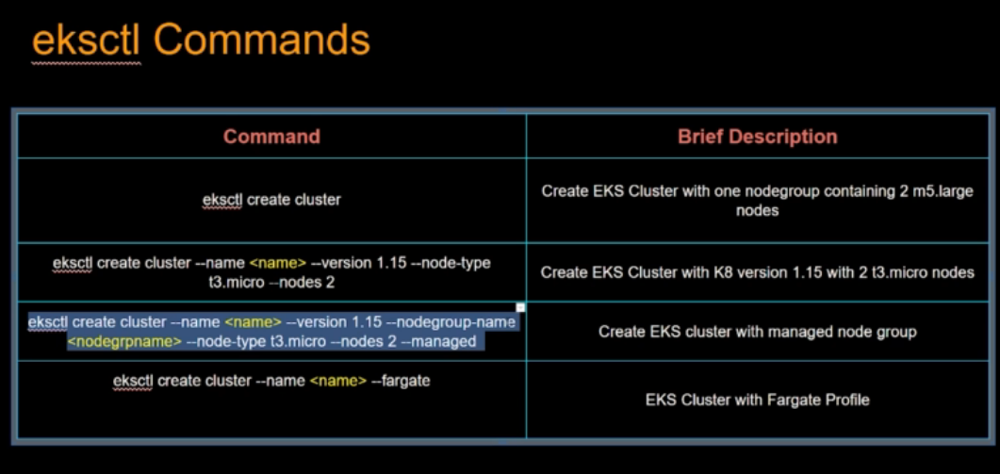 eksctl Commands
Command
Brief Description
eksctl create cluster
Create EKS Cluster with one nodegroup containing 2 m5.large
nodes
eksctl create cluster --name <name> --version 1.15 --node-type
t3.micro --nodes 2
Create EKS Cluster with K8 version 1.15 with 2 t3.micro nodes
eksctl create cluster --name <name> --version 1.15 --nodegroup-name
<nodegrpname> --node-type t3.micro --nodes 2 --managed
Create EKS cluster with managed node group
eksctl create cluster --name <name> --fargate
EKS Cluster with Fargate Profile